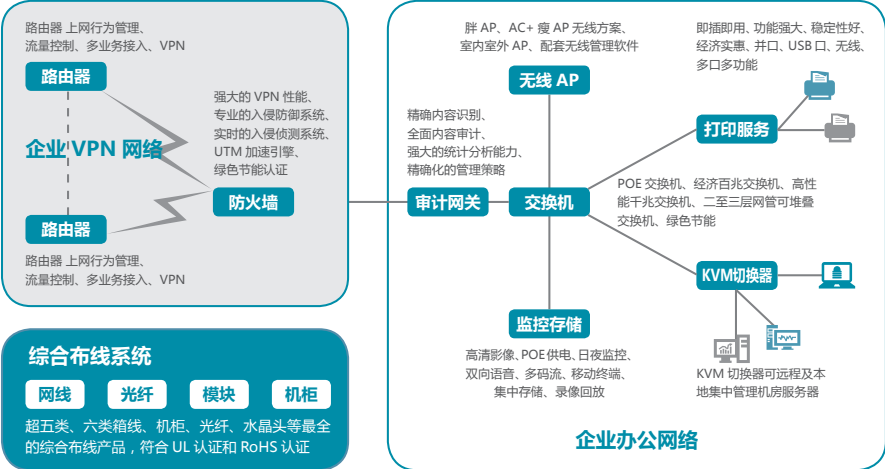 路由器 上网行为管理、
流量控制、多业务接入、VPN
路由器
企业 VPN 网络
强大的 VPN 性能、
专业的入侵防御系统、
实时的入侵侦测系统、
UTM 加速引擎、
绿色节能认证
防火墙
路由器
路由器 上网行为管理、
流量控制、多业务接入、VPN
综合布线系统
网线
光纤
模块
机柜
超五类、六类箱线、机柜、光纤、水晶头等最全
的综合布线产品，符合 UL 认证和 RoHS 认证
胖 AP、AC+ 瘦 AP 无线方案、
室内室外 AP、配套无线管理软件
无线 AP
即插即用、功能强大、稳定性好、
经济实惠、并口、USB 口、无线、
多口多功能
打印服务
精确内容识别、
全面内容审计、
强大的统计分析能力、
精确化的管理策略
审计网关
交换机
POE 交换机、经济百兆交换机、高性
能千兆交换机、二至三层网管可堆叠
交换机、绿色节能
KVM切换器
监控存储
高清影像、POE供电、日夜监控、
双向语音、多码流、移动终端、
集中存储、录像回放
KVM 切换器可远程及本
地集中管理机房服务器
企业办公网络